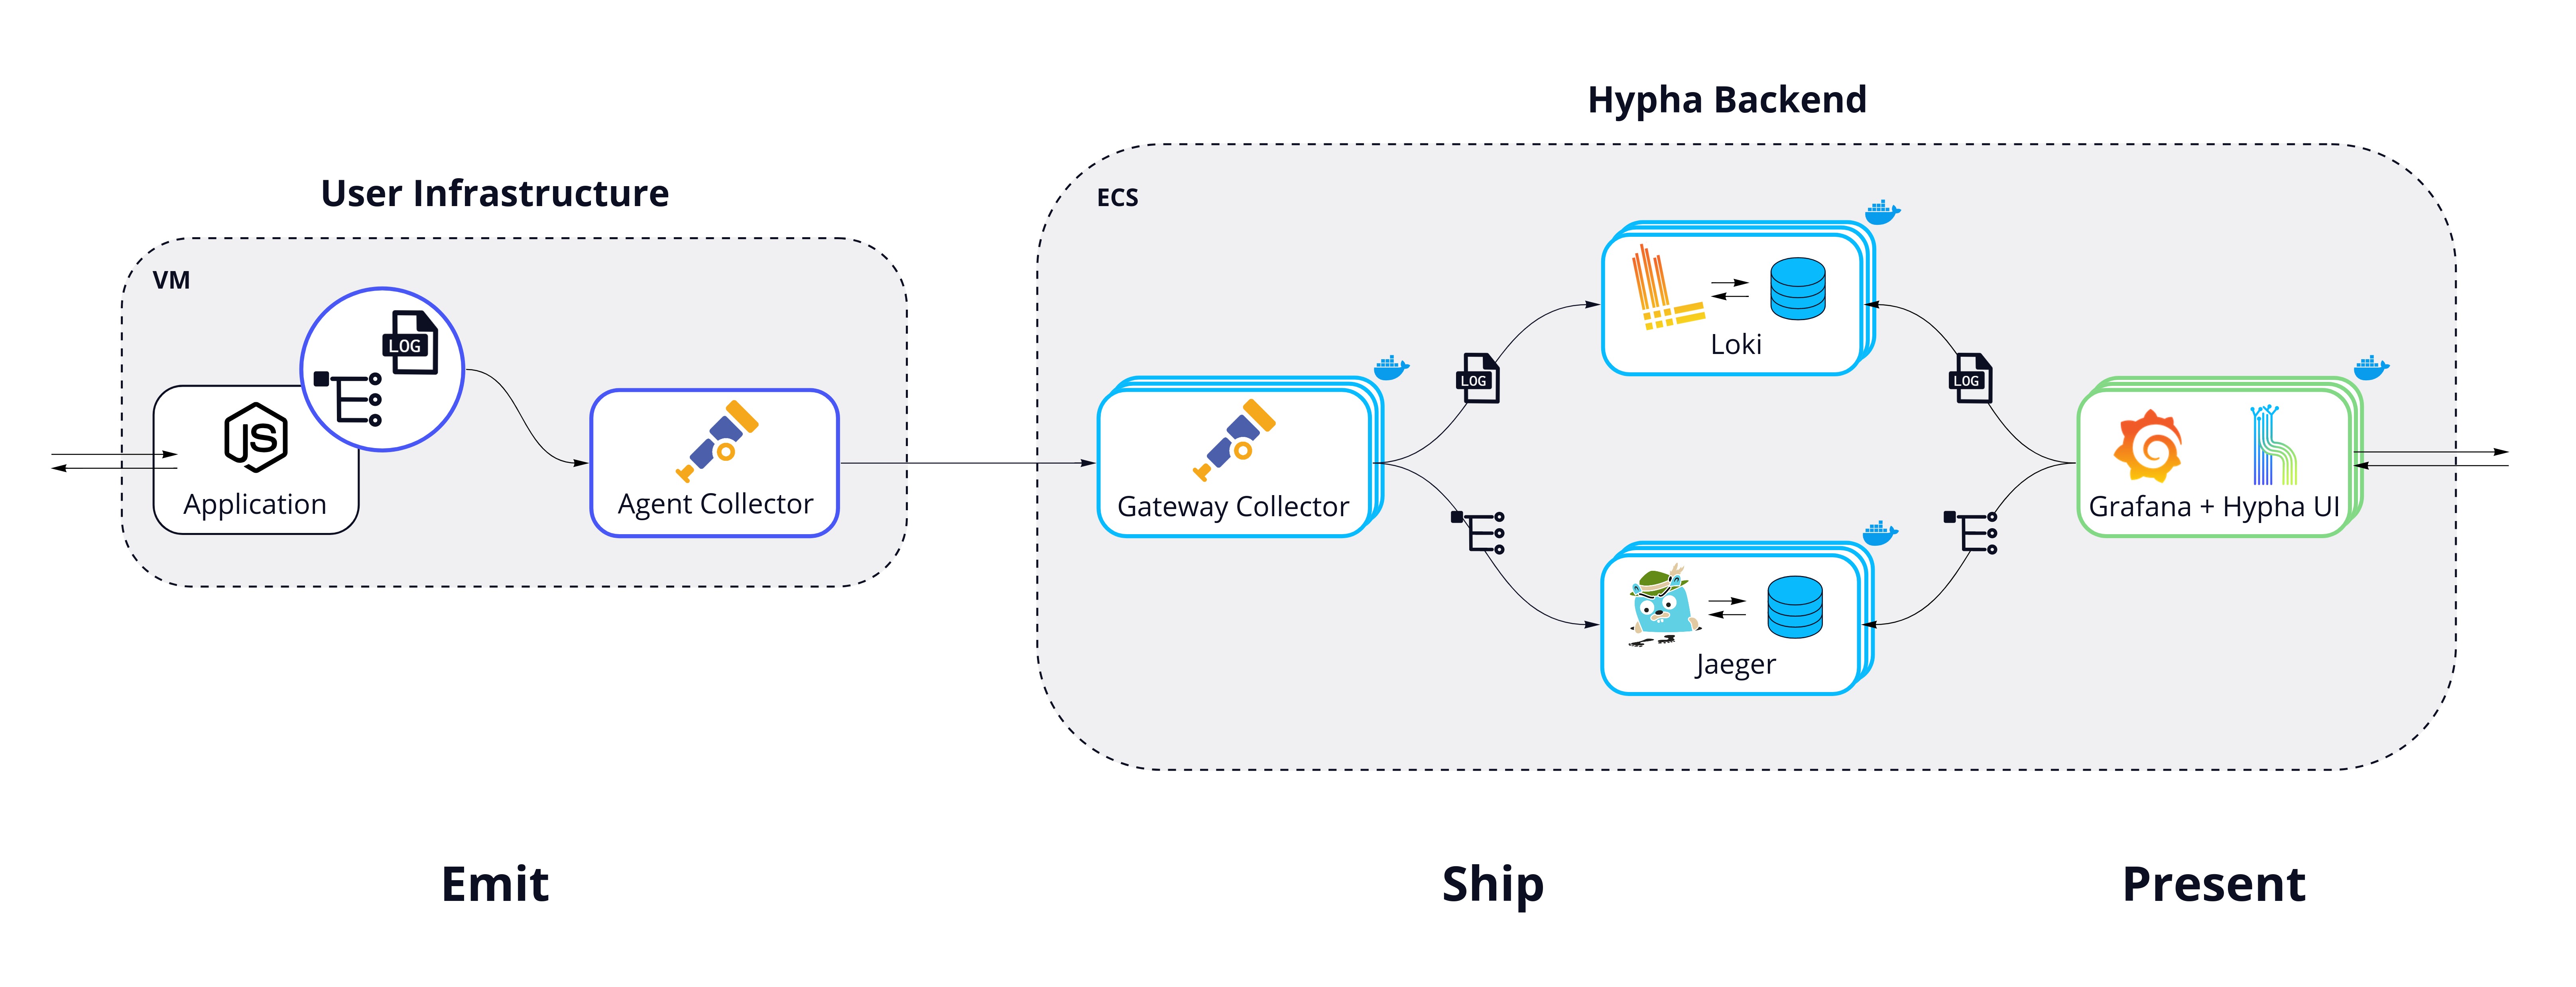 Hypha Backend
User Infrastructure
ECS
VM
LOG
JS
Application
Agent Collector
Gateway Collector
LOG
Loki
LOG
Jaeger
Grafana + Hypha UI
Emit
Ship
Present